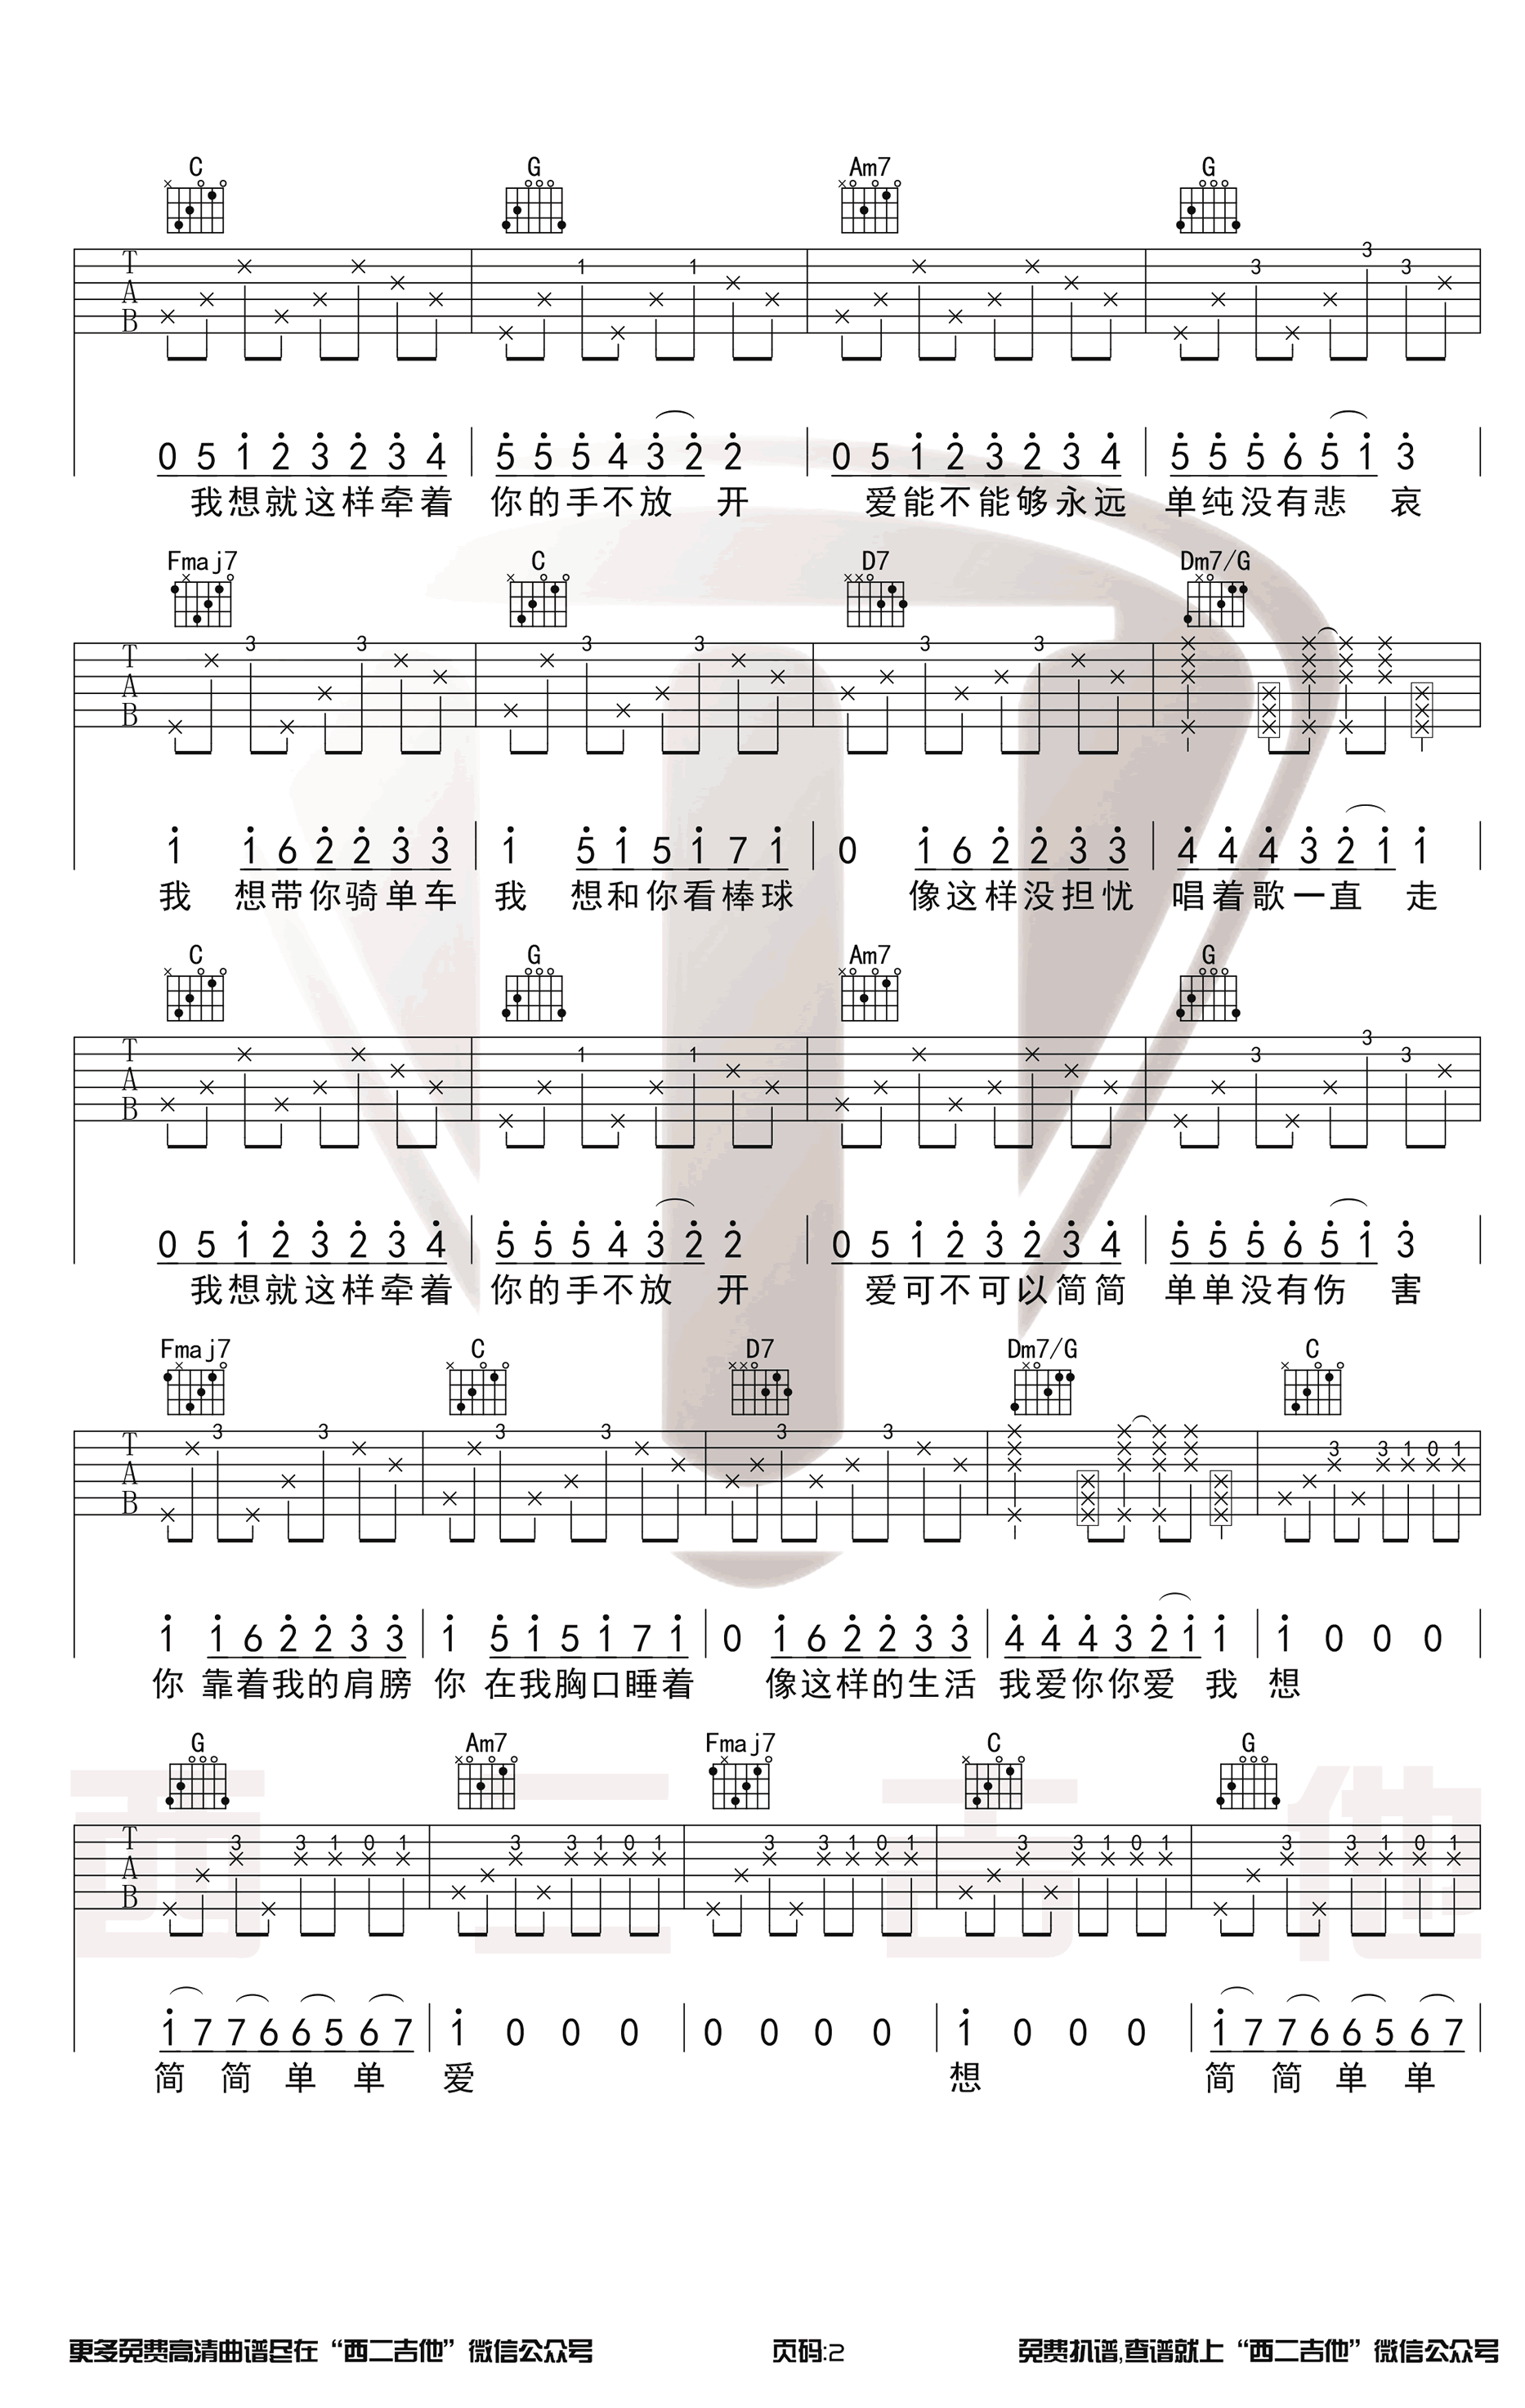 C G Am7 G
1 1 3 3 3
T
A
B
0 5 1 2 3 2 3 4 5 5 5 4 3 2 2 0 5 1 2 3 2 3 4 5 5 5 6 5 1 3
我想就这样牵着 你的手不放 开 爱能不能够永远 单纯没有悲 哀
Fmaj7 C D7 Dm7/G
3 3 3 3 3 3
T
A
B
1 1 6 2 2 3 3 1 5 1 5 1 7 1 0 1 6 2 2 3 3 4 4 4 3 2 1 1
我 想带你骑单车 我 想和你看棒球 像这样没担忧 唱着歌一直 走
C G Am7 G
1 1 3 3 3
T
A
B
0 5 1 2 3 2 3 4 5 5 5 4 3 2 2 0 5 1 2 3 2 3 4 5 5 5 6 5 1 3
我想就这样牵着 你的手不放 开 爱可不可以简简 单单没有伤 害
Fmaj7 C D7 Dm7/G C
3 3 3 3 3 3 3 3 1 0 1
T
A
B
1 1 6 2 2 3 3 1 5 1 5 1 7 1 0 1 6 2 2 3 3 4 4 4 3 2 1 1 1 0 0 0
你 靠着我的肩膀 你 在我胸口睡着 像这样的生活 我爱你你爱 我 想
G Am7 Fmaj7 C G
3 3 1 0 1 3 3 1 0 1 3 3 1 0 1 3 3 1 0 1 3 3 1 0 1
T
A
B
西二吉他
1 7 7 6 6 5 6 7 1 0 0 0 0 0 0 0 1 0 0 0 1 7 7 6 6 5 6 7
简 简 单 单 爱 想 简 简 单 单
更多免费高清曲谱尽在“西二吉他”微信公众号 页码:2 免费扒谱,查谱就上“西二吉他”微信公众号